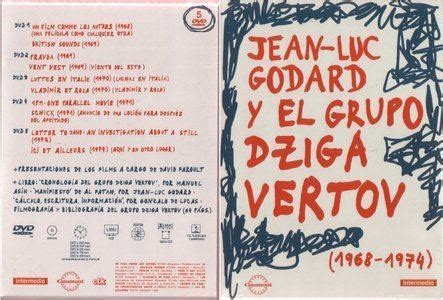 5
DVD
DVD 1 UN FILM COMME LES AUTRES (1968)
(UNA PELÍCULA COMO CUALQUIER OTRA)
BRITISH SOUNDS (1969)
DVD 2 PRAVDA (1969)
VENT D'EST (1969) (VIENTO DEL ESTE)
DVD 3 LUTTES EN ITALIE (1970) (LUCHAS EN ITALIA)
VLADIMIR ET ROSA (1970) (VLADIMIR Y ROSA)
DVD 4 1PM: ONE PARALLEL MOVIE (1971)
SCHICK (1971) (ANUNCIO DE UNA LOCIÓN PARA DESPUÉS
DEL AFEITADO)
DVD 5 LETTER TO JANE: AN INVESTIGATION ABOUT A STILL
(1972)
ICI ET AILLEURS (1974) (AQUÍ Y EN OTRO LUGAR)
+PRESENTACIONES DE LOS FILMS A CARGO DE DAVID FAROULT
+LIBRO: 'CRONOLOGIA DEL GRUPO DZIGA VERTOV', POR MANUEL
ASIN · 'MANIFIESTO' DE AL FATAH, POR JEAN-LUC GODARD ·
'CÁLCULO, ESCRITURA, INFORMACIÓN', POR GONZALO DE LUCAS ·
FILMOGRAFÍA · BIBLIOGRAFÍA DEL GRUPO DZIGA VERTOV (64 PÁGS.)
DVD
intermedio
Gaumont
JEAN-LUC
GODARD
Y EL GRUPO
DZIGA
VERTOV
(1968-1974)
Gaumont
intermedio